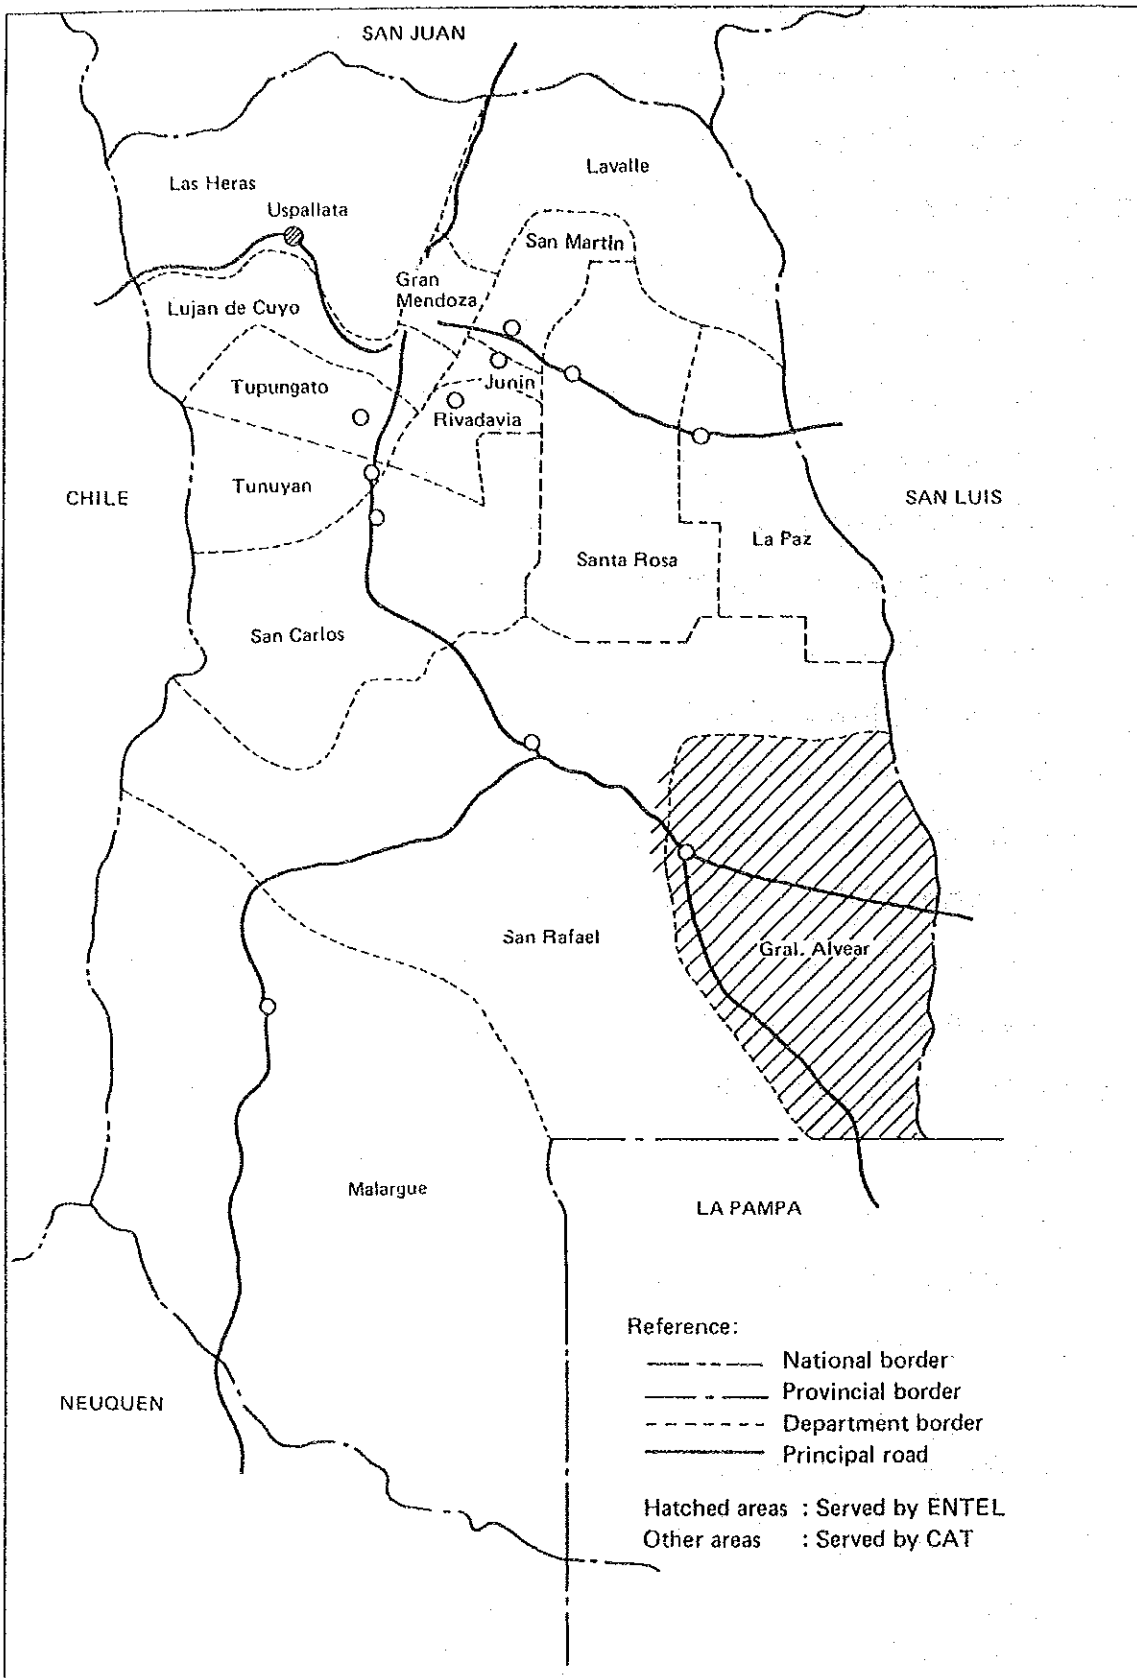 SAN JUAN
Lavalle
Las Heras
Uspallata
San Martin
Gran
Mendoza
Lujan de Cuyo
Tupungato
Junin
Rivadavia
Tunuyan
CHILE
SAN LUIS
La Paz
Santa Rosa
San Carlos
San Rafael
Gral. Alvear
Malargue
LA PAMPA
NEUQUEN
Reference:
National border
Provincial border
Department border
Principal road
Hatched areas : Served by ENTEL
Other areas : Served by CAT